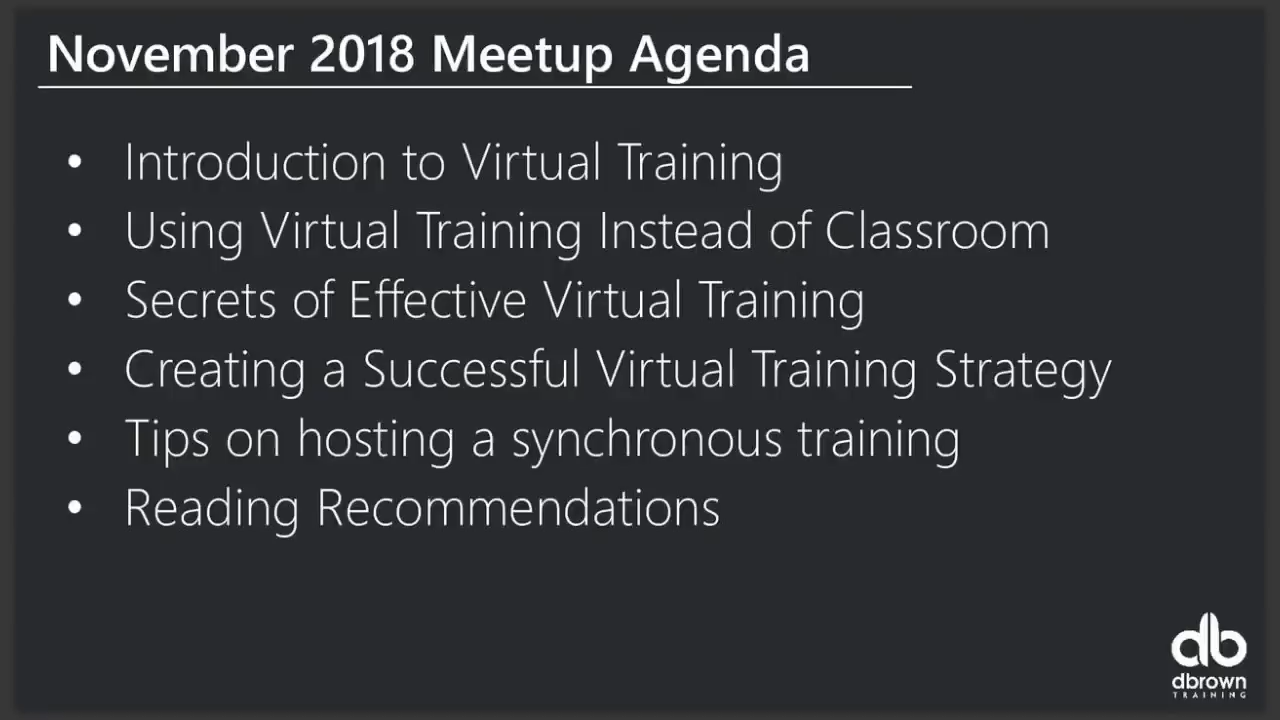 November 2018 Meetup Agenda
• Introduction to Virtual Training
• Using Virtual Training Instead of Classroom
• Secrets of Effective Virtual Training
• Creating a Successful Virtual Training Strategy
• Tips on hosting a synchronous training
• Reading Recommendations
db
dbrown
TRAINING